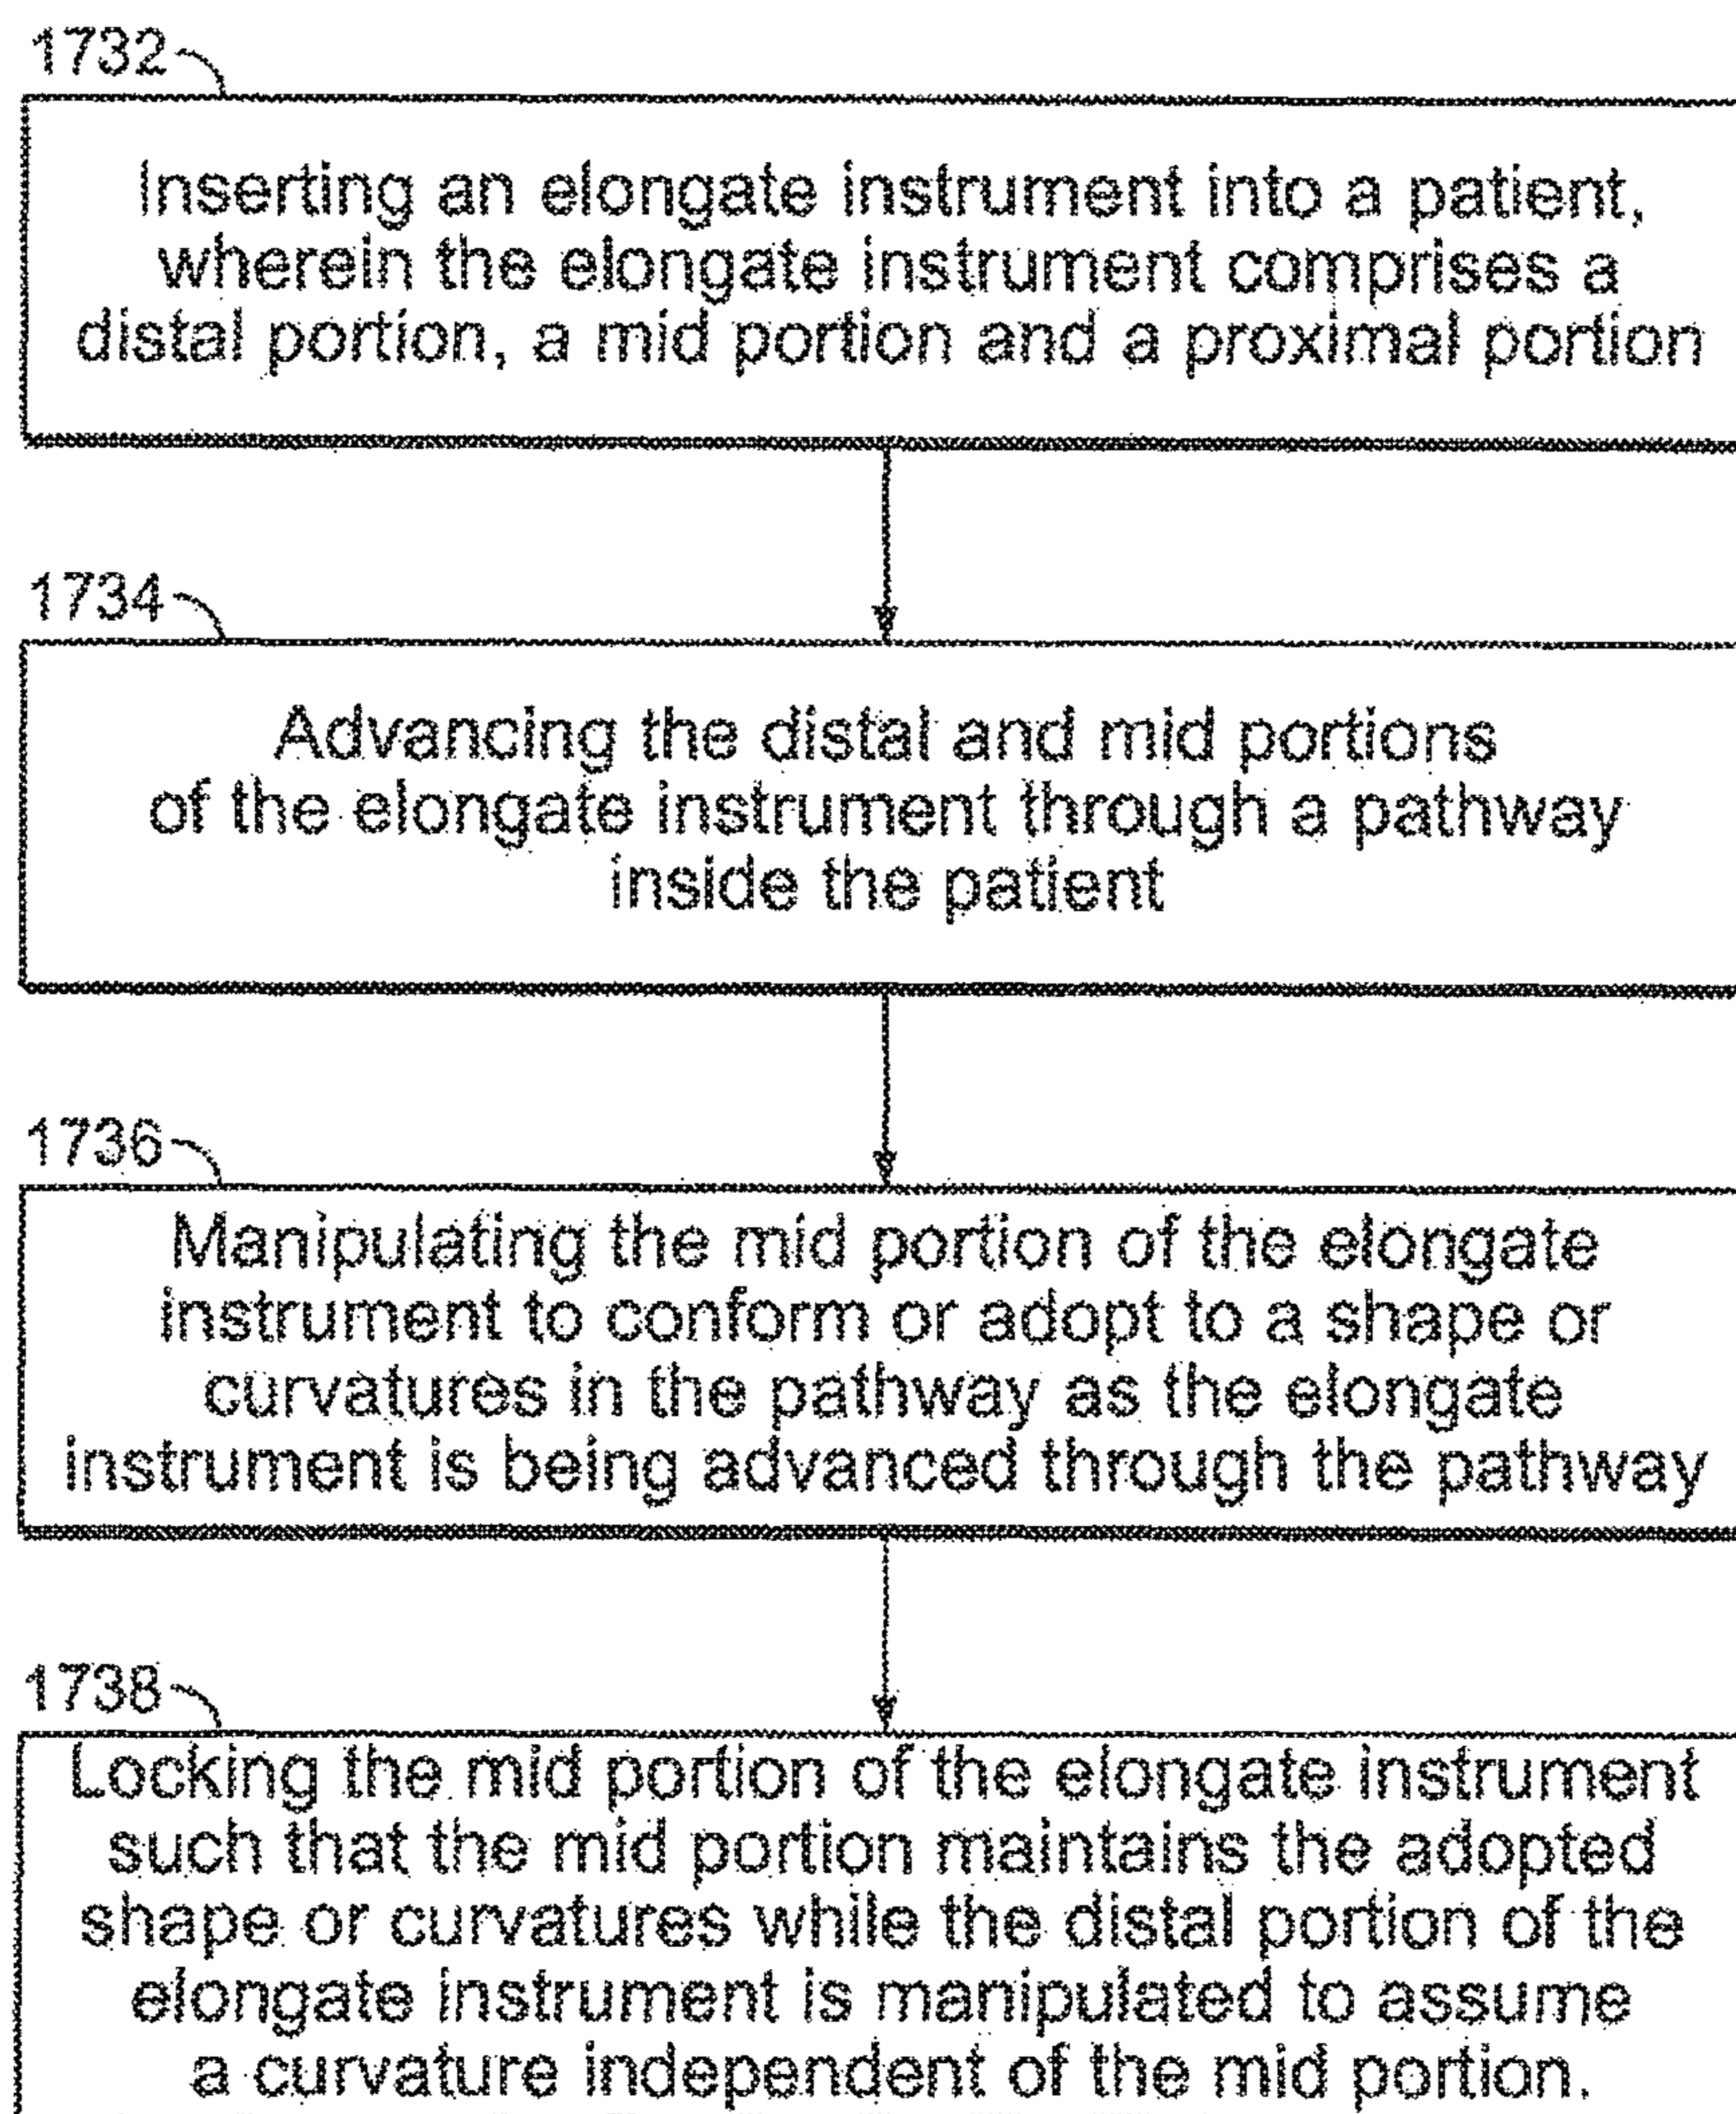 1732
Inserting an elongate instrument into a patient,
wherein the elongate instrument comprises a
distal portion, a mid portion and a proximal portion
1734
Advancing the distal and mid portions
of the elongate instrument through a pathway
inside the patient
1736
Manipulating the mid portion of the elongate
instrument to conform or adopt to a shape or
curvatures in the pathway as the elongate
instrument is being advanced through the pathway
1738
Locking the mid portion of the elongate instrument
such that the mid portion maintains the adopted
shape or curvatures while the distal portion of the
elongate instrument is manipulated to assume
a curvature independent of the mid portion.